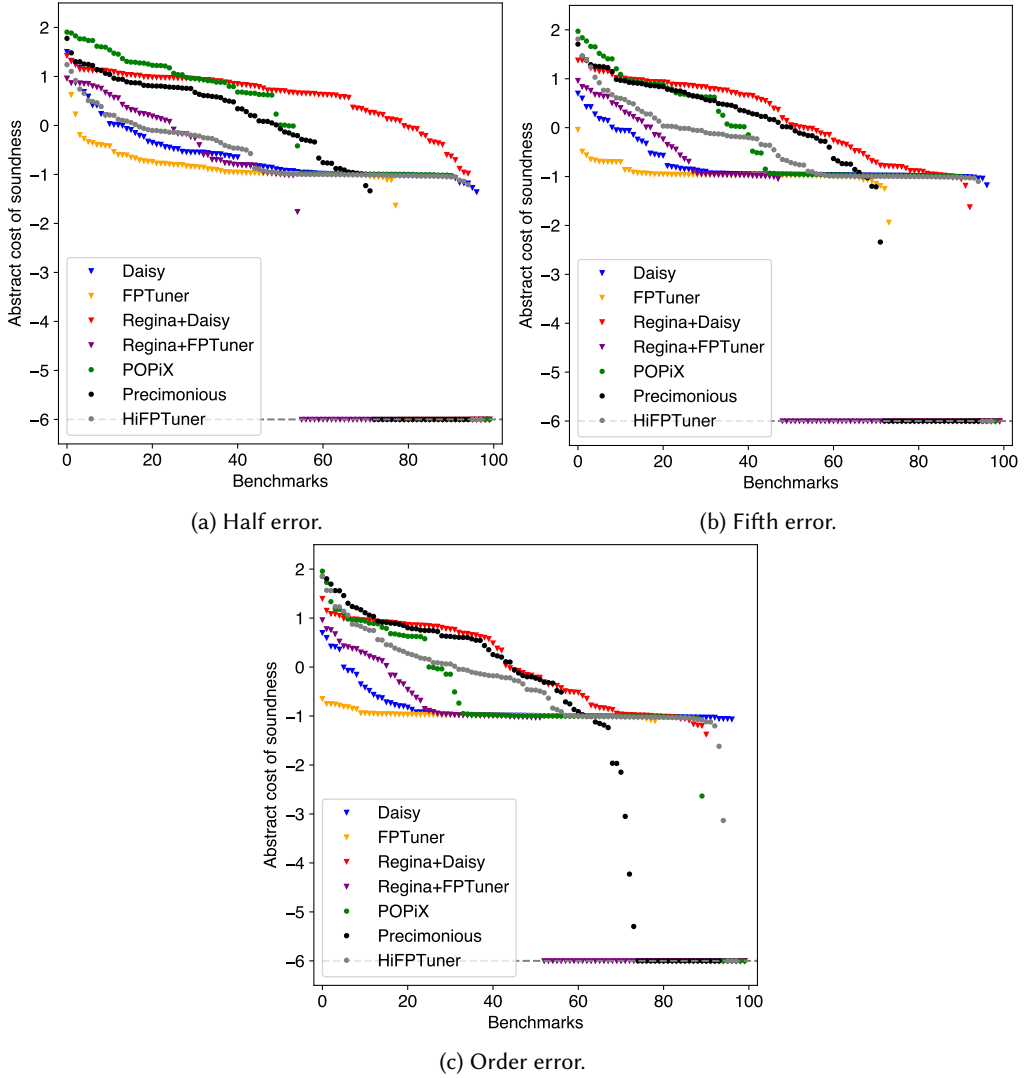 Abstract cost of soundness
2
1
0
−1
−2
−3
−4
−5
−6
Daisy
FPTuner
Regina+Daisy
Regina+FPTuner
POPiX
Precimonious
HiFPTuner
0 20 40 60 80 100
Benchmarks
(a) Half error.
Abstract cost of soundness
2
1
0
−1
−2
−3
−4
−5
−6
Daisy
FPTuner
Regina+Daisy
Regina+FPTuner
POPiX
Precimonious
HiFPTuner
0 20 40 60 80 100
Benchmarks
(b) Fifth error.
Abstract cost of soundness
2
1
0
−1
−2
−3
−4
−5
−6
Daisy
FPTuner
Regina+Daisy
Regina+FPTuner
POPiX
Precimonious
HiFPTuner
0 20 40 60 80 100
Benchmarks
(c) Order error.